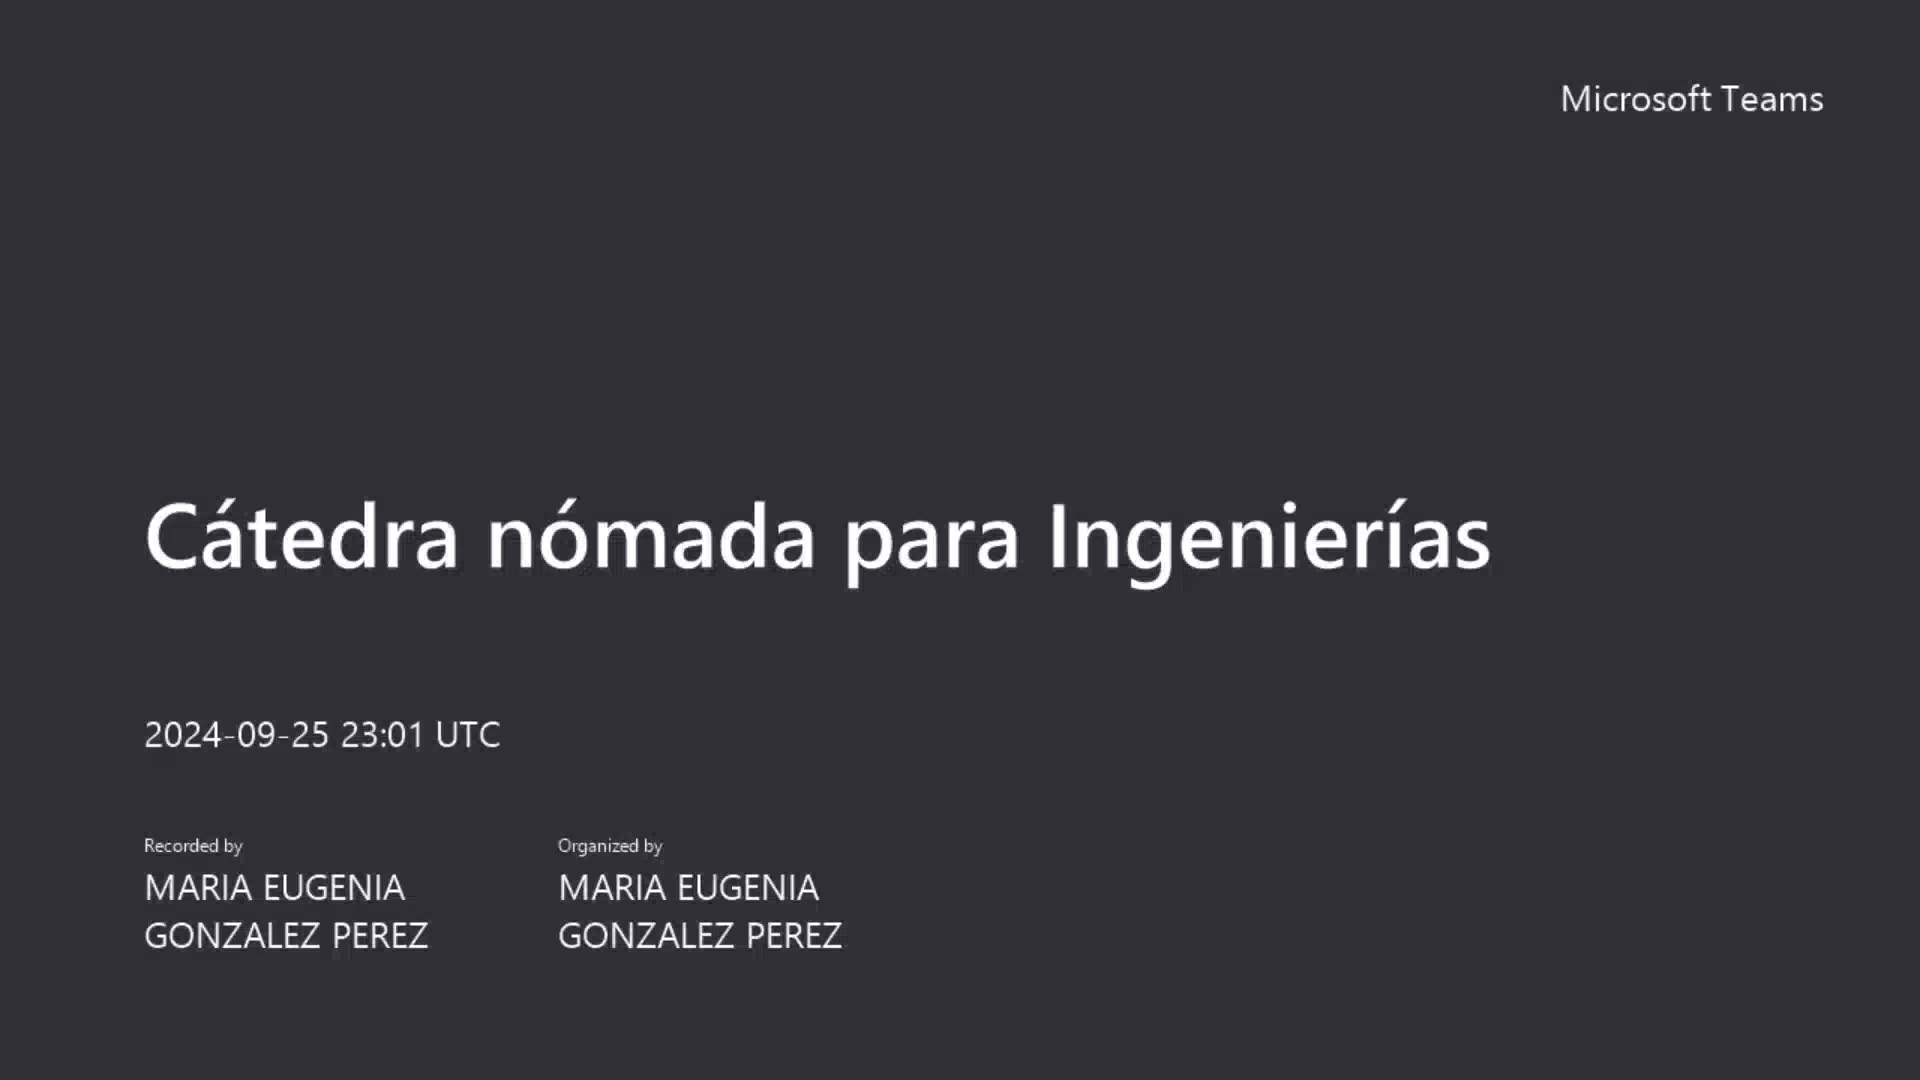 Microsoft Teams
Cátedra nómada para Ingenierías
2024-09-25 23:01 UTC
Recorded by
MARIA EUGENIA
GONZALEZ PEREZ
Organized by
MARIA EUGENIA
GONZALEZ PEREZ